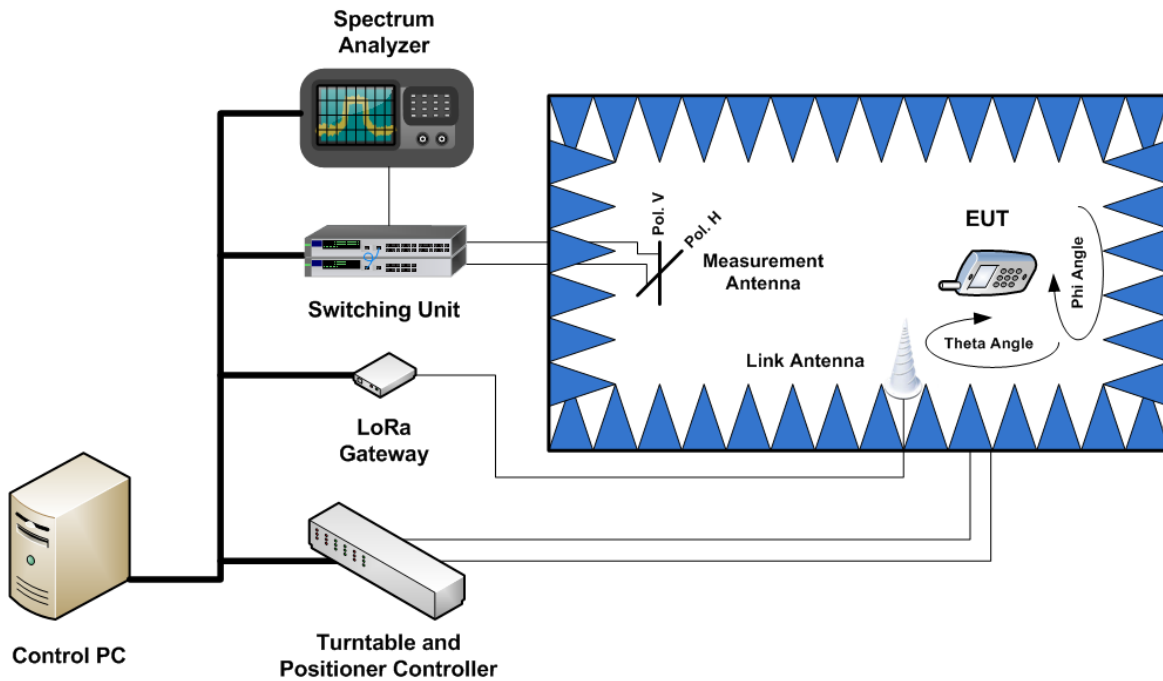 Spectrum
Analyzer
Switching Unit
LoRa
Gateway
Control PC
Turntable and
Positioner Controller
Pol. V
Pol. H
Measurement
Antenna
Link Antenna
EUT
Phi Angle
Theta Angle